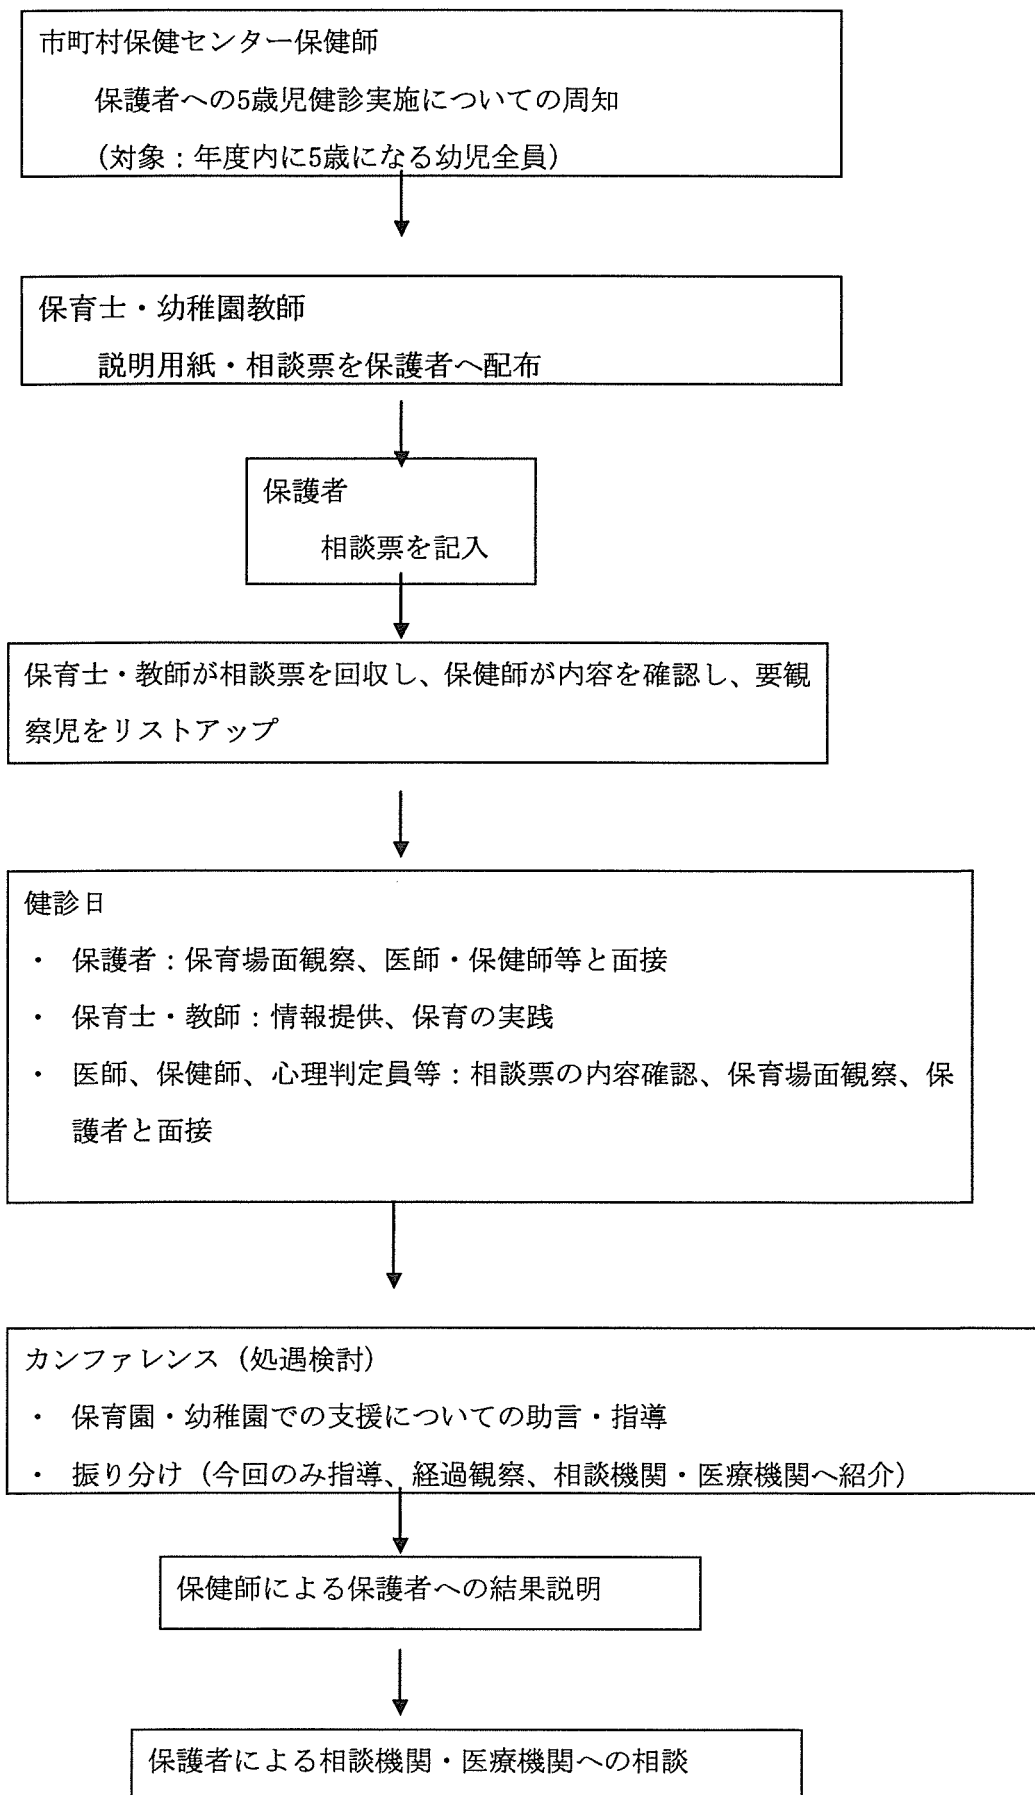 市町村保健センター保健師
保護者への5歳児健診実施についての周知
(対象：年度内に5歳になる幼児全員)
保育士・幼稚園教師
説明用紙・相談票を保護者へ配布
保護者
相談票を記入
保育士・教師が相談票を回収し、保健師が内容を確認し、要観
察児をリストアップ
健診日
・ 保護者：保育場面観察、医師・保健師等と面接
・ 保育士・教師：情報提供、保育の実践
・ 医師、保健師、心理判定員等：相談票の内容確認、保育場面観察、保
護者と面接
カンファレンス（処遇検討）
・ 保育園・幼稚園での支援についての助言・指導
・ 振り分け（今回のみ指導、経過観察、相談機関・医療機関へ紹介）
保健師による保護者への結果説明
保護者による相談機関・医療機関への相談